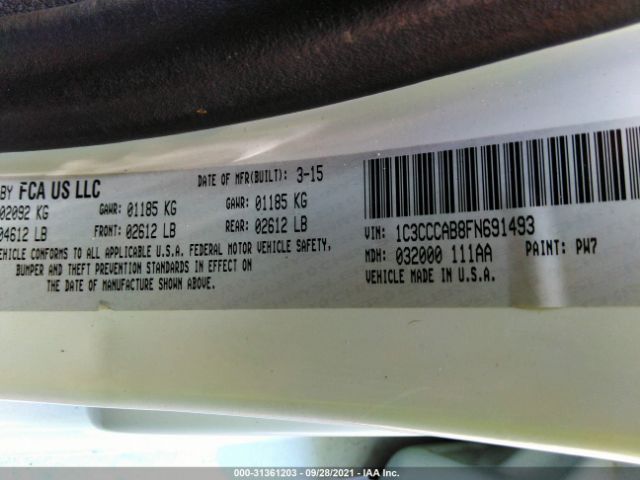 BY FCA US LLC
DATE OF MFR(BUILT): 3-15
02092 KG GAWR: 01185 KG GAWR: 01185 KG
04612 LB FRONT: 02612 LB REAR: 02612 LB
VEHICLE CONFORMS TO ALL APPLICABLE U.S.A. FEDERAL MOTOR VEHICLE SAFETY,
BUMPER AND THEFT PREVENTION STANDARDS IN EFFECT ON
THE DATE OF MANUFACTURE SHOWN ABOVE.
VIN: 1C3CCCAB8FN691493
MDH: 032000 111AA PAINT: PW7
VEHICLE MADE IN U.S.A.
000-31361203 - 09/28/2021 - IAA Inc.